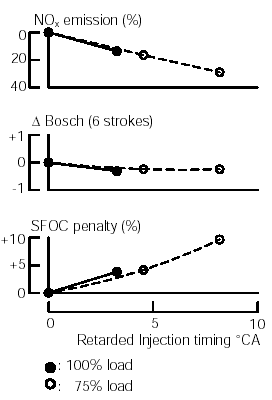 NOx emission (%)
0
20
40
Δ Bosch (6 strokes)
+1
0
-1
SFOC penalty (%)
+10
+5
0
0 5 10
Retarded Injection timing °CA
: 100% load
: 75% load